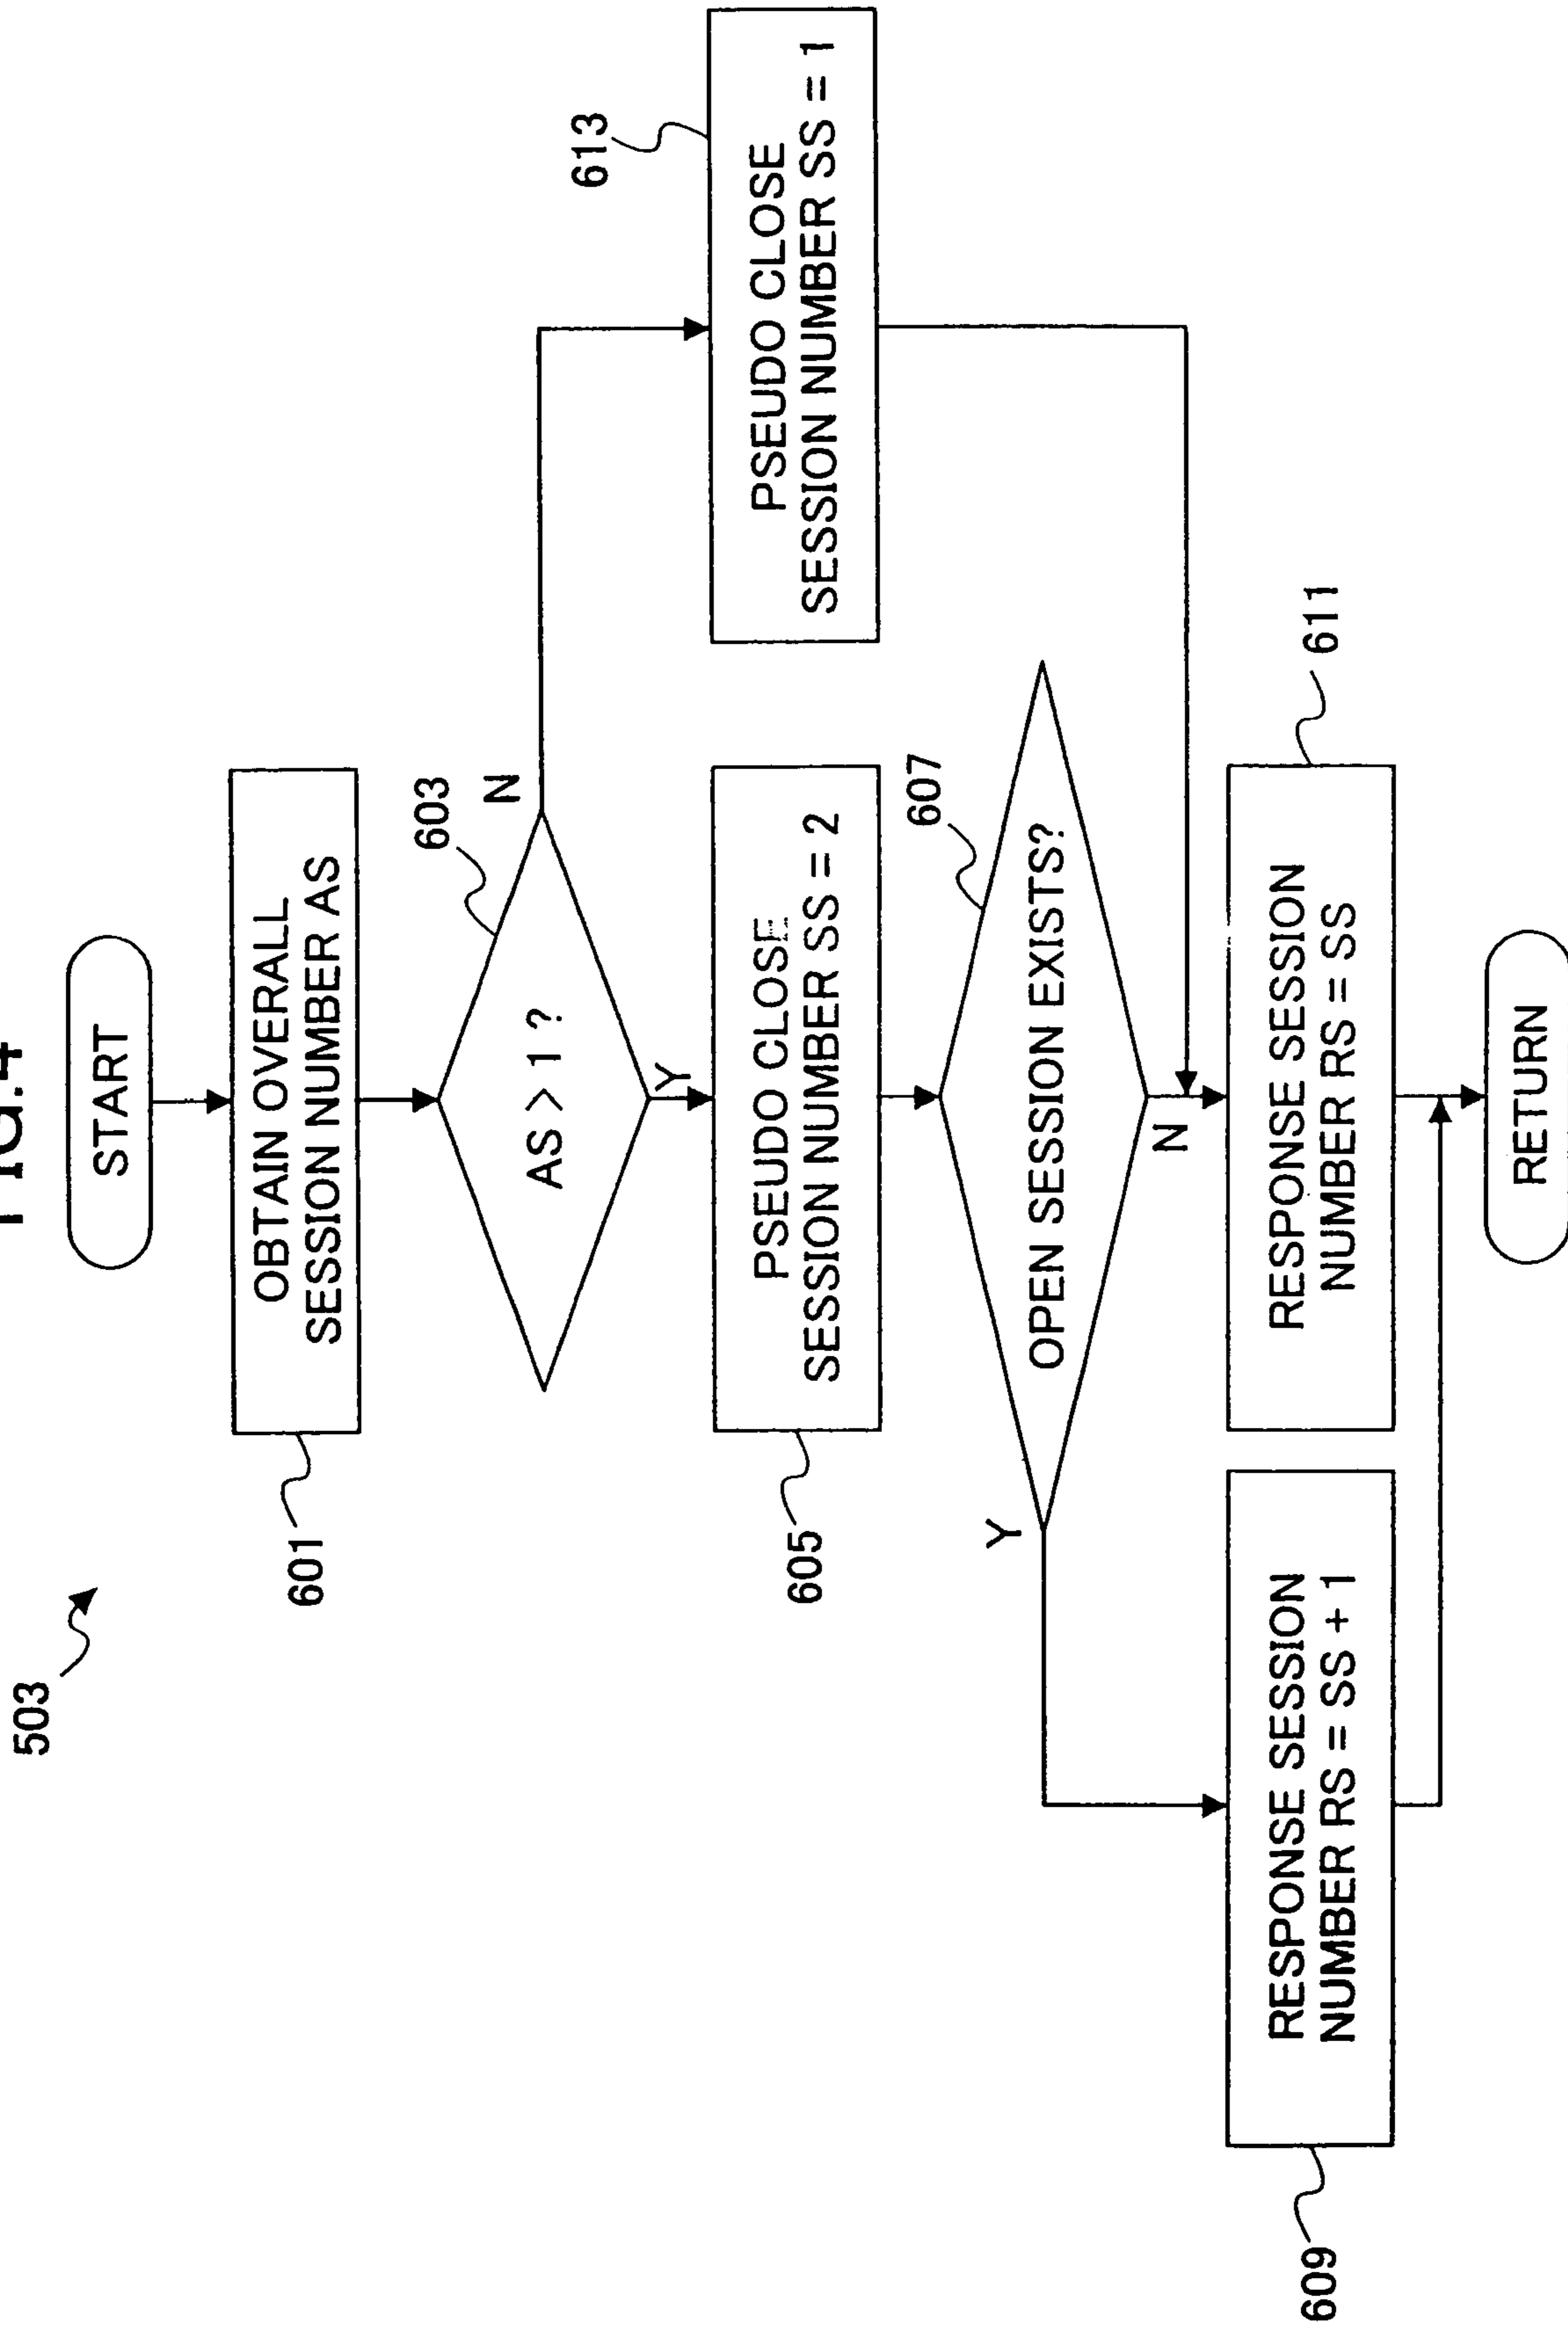 503
START
601
OBTAIN OVERALL
SESSION NUMBER AS
603
AS > 1 ?
N
Y
605
PSEUDO CLOSE
SESSION NUMBER SS = 2
613
PSEUDO CLOSE
SESSION NUMBER SS = 1
607
OPEN SESSION EXISTS?
Y
N
609
RESPONSE SESSION
NUMBER RS = SS + 1
611
RESPONSE SESSION
NUMBER RS = SS
RETURN